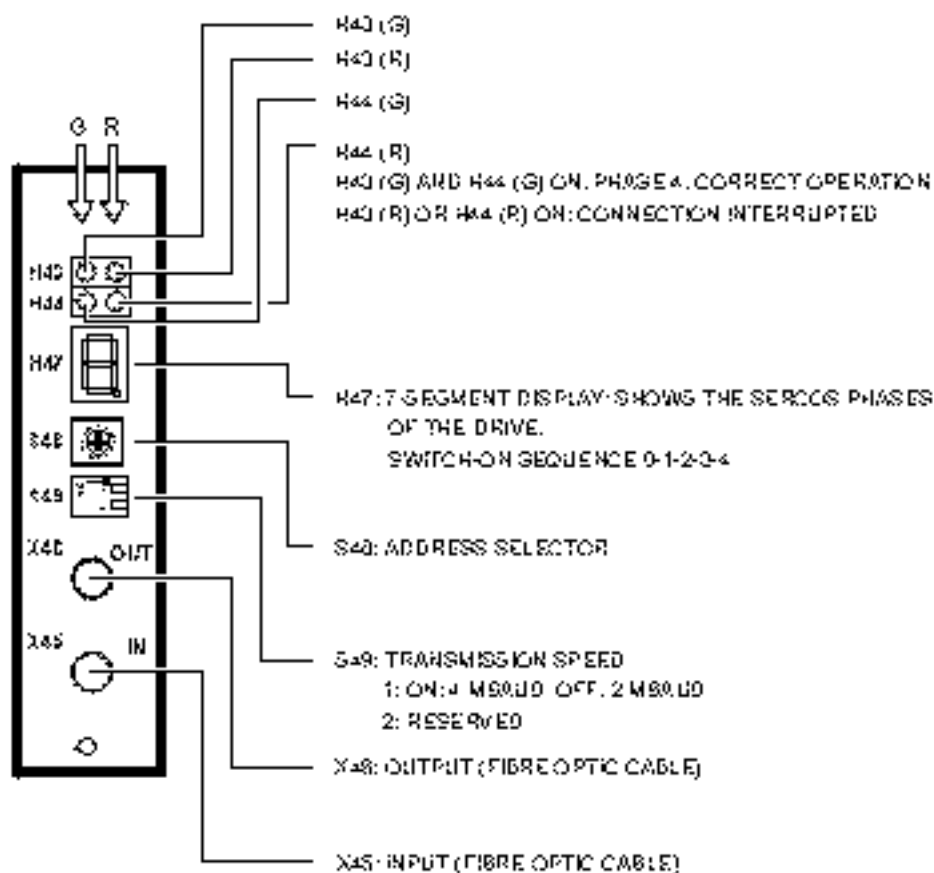 H43 (G)
H43 (R)
H44 (G)
G R
H44 (R)
H43 (G) AND H44 (G) ON: PHASE 4, CORRECT OPERATION
H43 (R) OR H44 (R) ON: CONNECTION INTERRUPTED
H43
H44
H47
H47: 7-SEGMENT DISPLAY: SHOWS THE SERCOS PHASES
OF THE DRIVE.
SWITCH-ON SEQUENCE 0-1-2-3-4
S48
S49
X46 OUT
S48: ADDRESS SELECTOR
X45 IN
S49: TRANSMISSION SPEED
1: ON: 4 MBAUD, OFF: 2 MBAUD
2: RESERVED
X46: OUTPUT (FIBRE OPTIC CABLE)
X45: INPUT (FIBRE OPTIC CABLE)